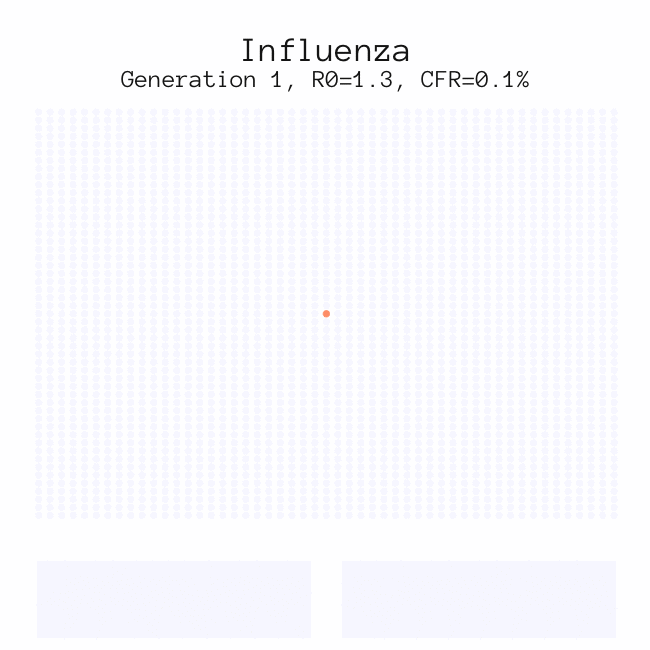 Influenza
Generation 1, R0=1.3, CFR=0.1%